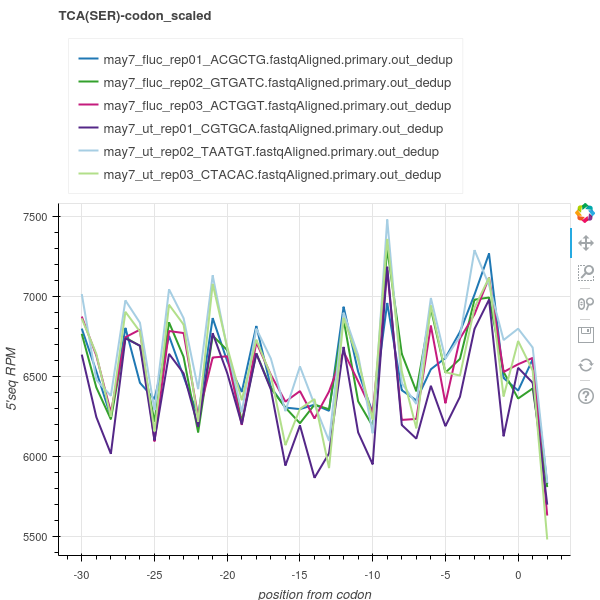 TCA(SER)-codon_scaled
may7_fluc_rep01_ACGCTG.fastqAligned.primary.out_dedup
may7_fluc_rep02_GTGATC.fastqAligned.primary.out_dedup
may7_fluc_rep03_ACTGGT.fastqAligned.primary.out_dedup
may7_ut_rep01_CGTGCA.fastqAligned.primary.out_dedup
may7_ut_rep02_TAATGT.fastqAligned.primary.out_dedup
may7_ut_rep03_CTACAC.fastqAligned.primary.out_dedup
7500
7000
6500
6000
5500
5'seq RPM
-30 -25 -20 -15 -10 -5 0
position from codon